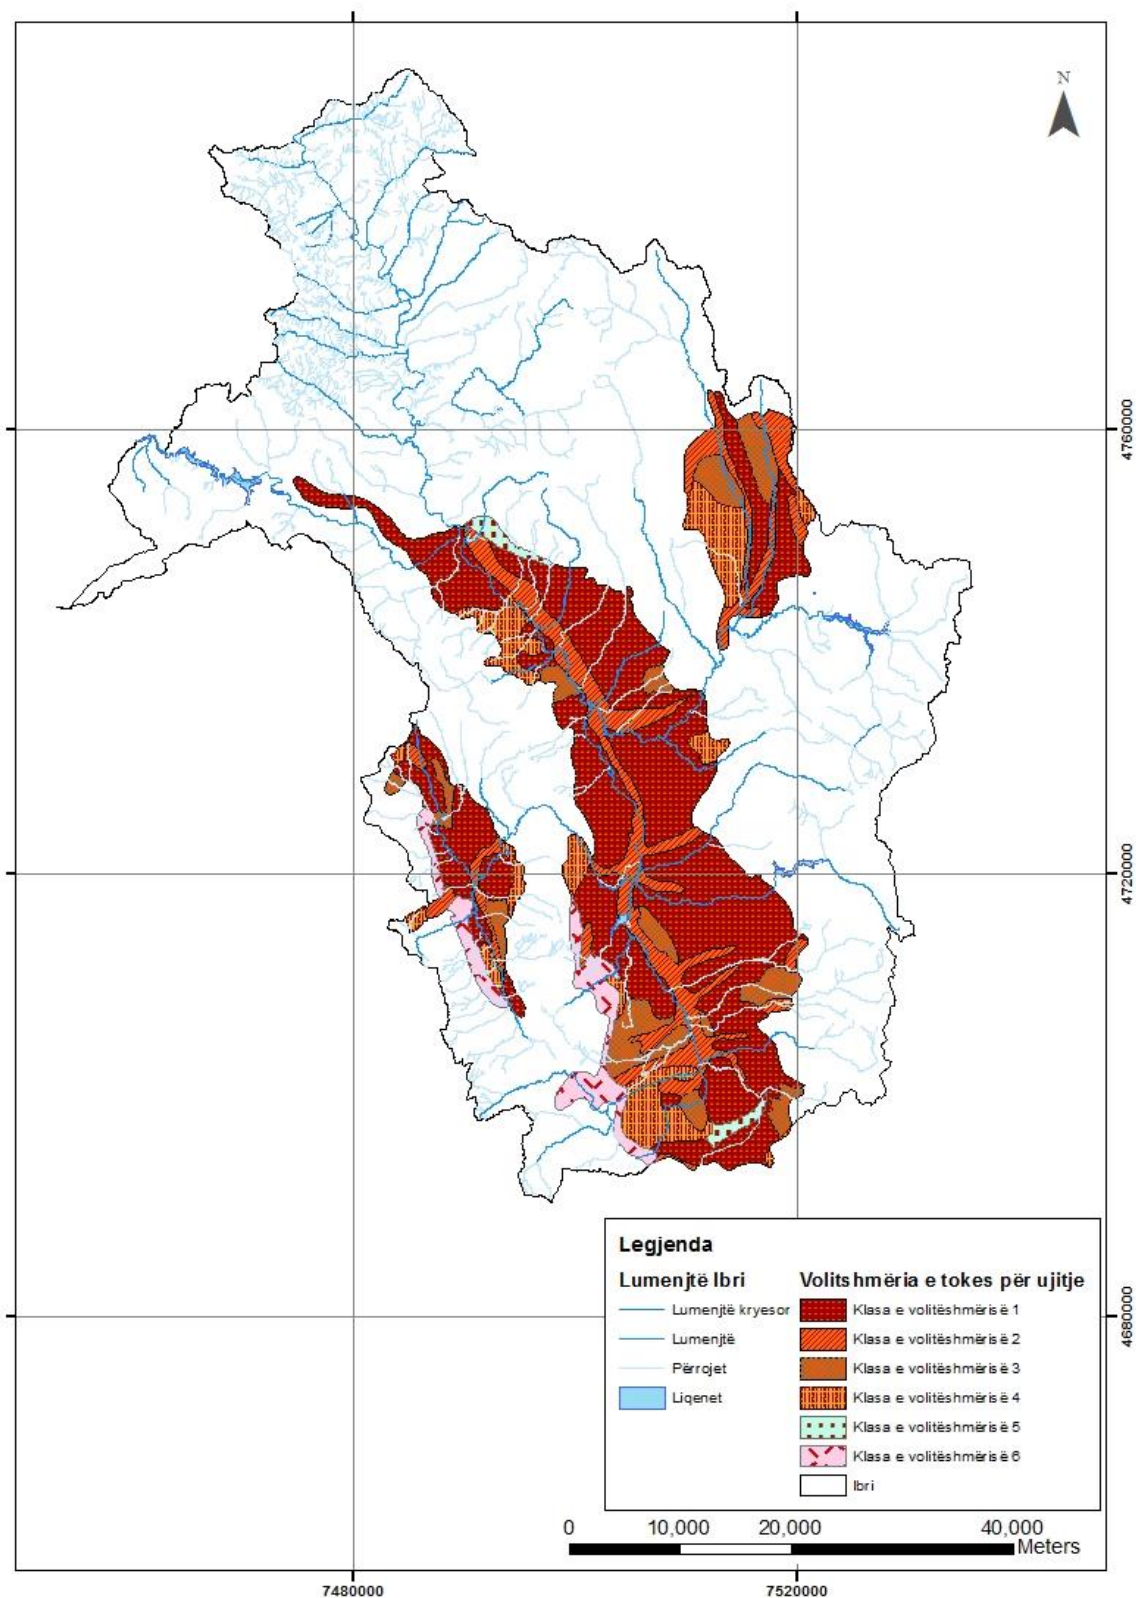 N
4760000
4720000
4680000
Legjenda
Lumenjtë Ibri
Lumenjtë kryesor
Lumenjtë
Përrojet
Liqenet
Volitshmëria e tokes për ujitje
Klasa e volitëshmërisë 1
Klasa e volitëshmërisë 2
Klasa e volitëshmërisë 3
Klasa e volitëshmërisë 4
Klasa e volitëshmërisë 5
Klasa e volitëshmërisë 6
Ibri
0 10,000 20,000 40,000
Meters
7480000 7520000